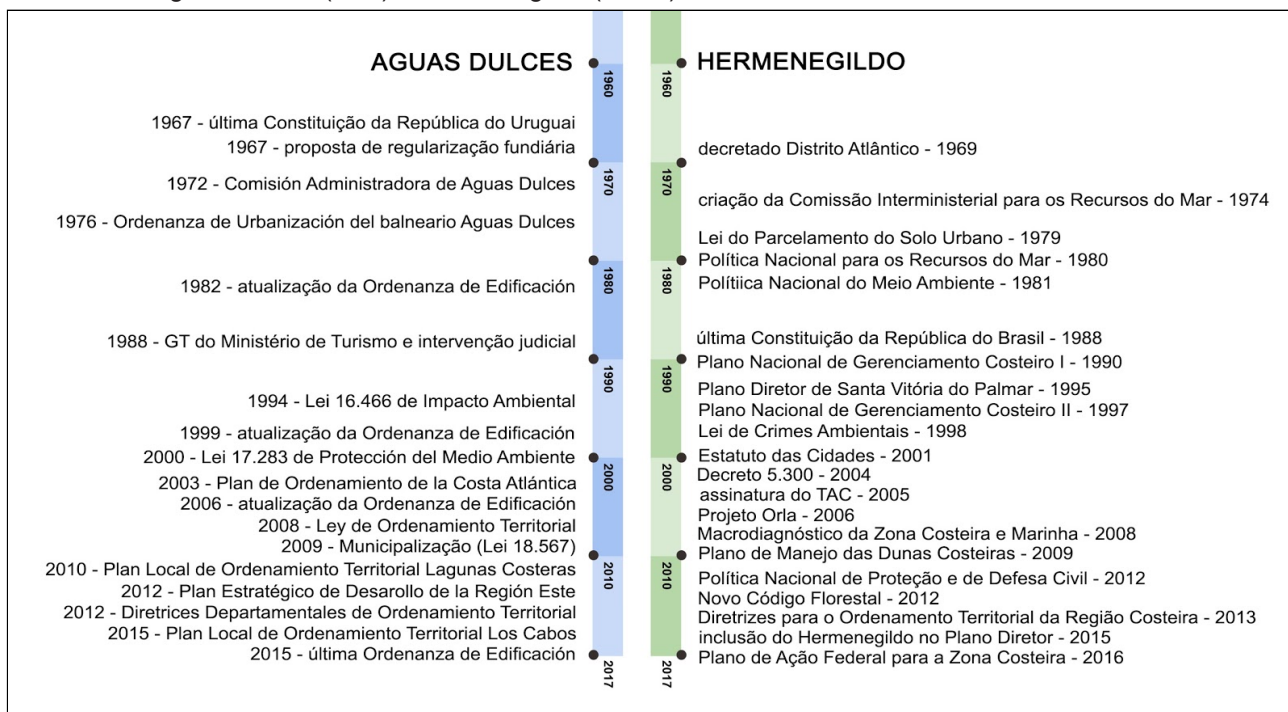 AGUAS DULCES
1967 - última Constituição da República do Uruguai
1967 - proposta de regularização fundiária
1972 - Comisión Administradora de Aguas Dulces
1976 - Ordenanza de Urbanización del balneario Aguas Dulces
1982 - atualização da Ordenanza de Edificación
1988 - GT do Ministério de Turismo e intervenção judicial
1994 - Lei 16.466 de Impacto Ambiental
1999 - atualização da Ordenanza de Edificación
2000 - Lei 17.283 de Protección del Medio Ambiente
2003 - Plan de Ordenamiento de la Costa Atlántica
2006 - atualização da Ordenanza de Edificación
2008 - Ley de Ordenamiento Territorial
2009 - Municipalização (Lei 18.567)
2010 - Plan Local de Ordenamiento Territorial Lagunas Costeras
2012 - Plan Estratégico de Desarollo de la Región Este
2012 - Diretrices Departamentales de Ordenamiento Territorial
2015 - Plan Local de Ordenamiento Territorial Los Cabos
2015 - última Ordenanza de Edificación
1960
1970
1980
1990
2000
2010
2017
1960
1970
1980
1990
2000
2010
2017
HERMENEGILDO
decretado Distrito Atlântico - 1969
criação da Comissão Interministerial para os Recursos do Mar - 1974
Lei do Parcelamento do Solo Urbano - 1979
Política Nacional para os Recursos do Mar - 1980
Polítiica Nacional do Meio Ambiente - 1981
última Constituição da República do Brasil - 1988
Plano Nacional de Gerenciamento Costeiro I - 1990
Plano Diretor de Santa Vitória do Palmar - 1995
Plano Nacional de Gerenciamento Costeiro II - 1997
Lei de Crimes Ambientais - 1998
Estatuto das Cidades - 2001
Decreto 5.300 - 2004
assinatura do TAC - 2005
Projeto Orla - 2006
Macrodiagnóstico da Zona Costeira e Marinha - 2008
Plano de Manejo das Dunas Costeiras - 2009
Política Nacional de Proteção e de Defesa Civil - 2012
Novo Código Florestal - 2012
Diretrizes para o Ordenamento Territorial da Região Costeira - 2013
inclusão do Hermenegildo no Plano Diretor - 2015
Plano de Ação Federal para a Zona Costeira - 2016